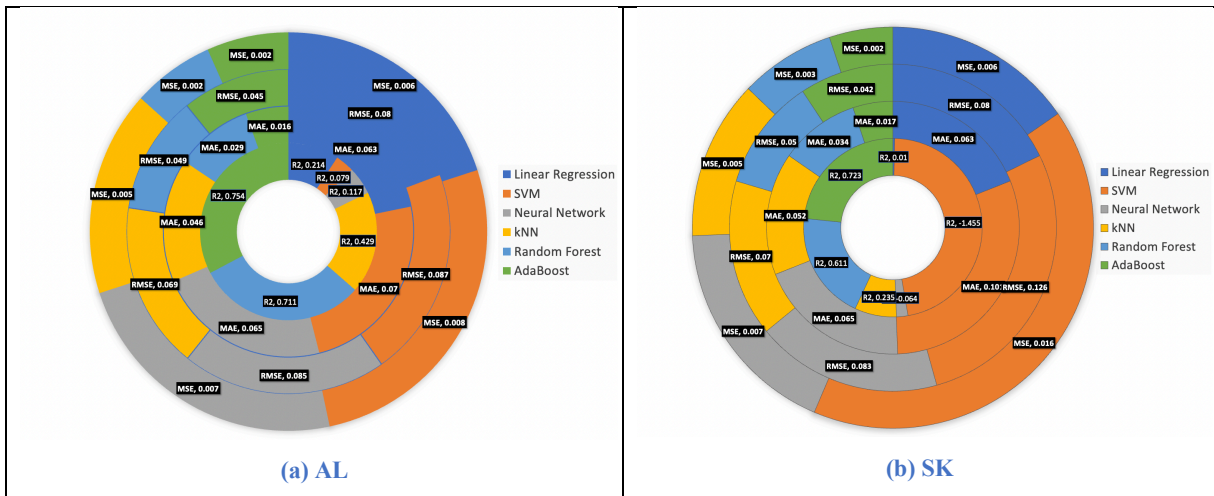 MSE, 0.002
MSE, 0.006
MSE, 0.002
RMSE, 0.045
RMSE, 0.08
MAE, 0.016
MAE, 0.029
MAE, 0.063
RMSE, 0.049
R2, 0.214
R2, 0.079
R2, 0.117
R2, 0.754
MSE, 0.005
MAE, 0.046
R2, 0.429
RMSE, 0.069
RMSE, 0.087
MAE, 0.07
R2, 0.711
MSE, 0.008
MAE, 0.065
RMSE, 0.085
MSE, 0.007
Linear Regression
SVM
Neural Network
kNN
Random Forest
AdaBoost
(a) AL
MSE, 0.002
MSE, 0.006
MSE, 0.003
RMSE, 0.042
RMSE, 0.08
MAE, 0.017
RMSE, 0.05
MAE, 0.034
MAE, 0.063
R2, 0.01
MSE, 0.005
R2, 0.723
MAE, 0.052
R2, -1.455
RMSE, 0.07
R2, 0.611
MAE, 0.10
RMSE, 0.126
R2, 0.235
-0.064
MAE, 0.065
MSE, 0.016
MSE, 0.007
RMSE, 0.083
Linear Regression
SVM
Neural Network
kNN
Random Forest
AdaBoost
(b) SK